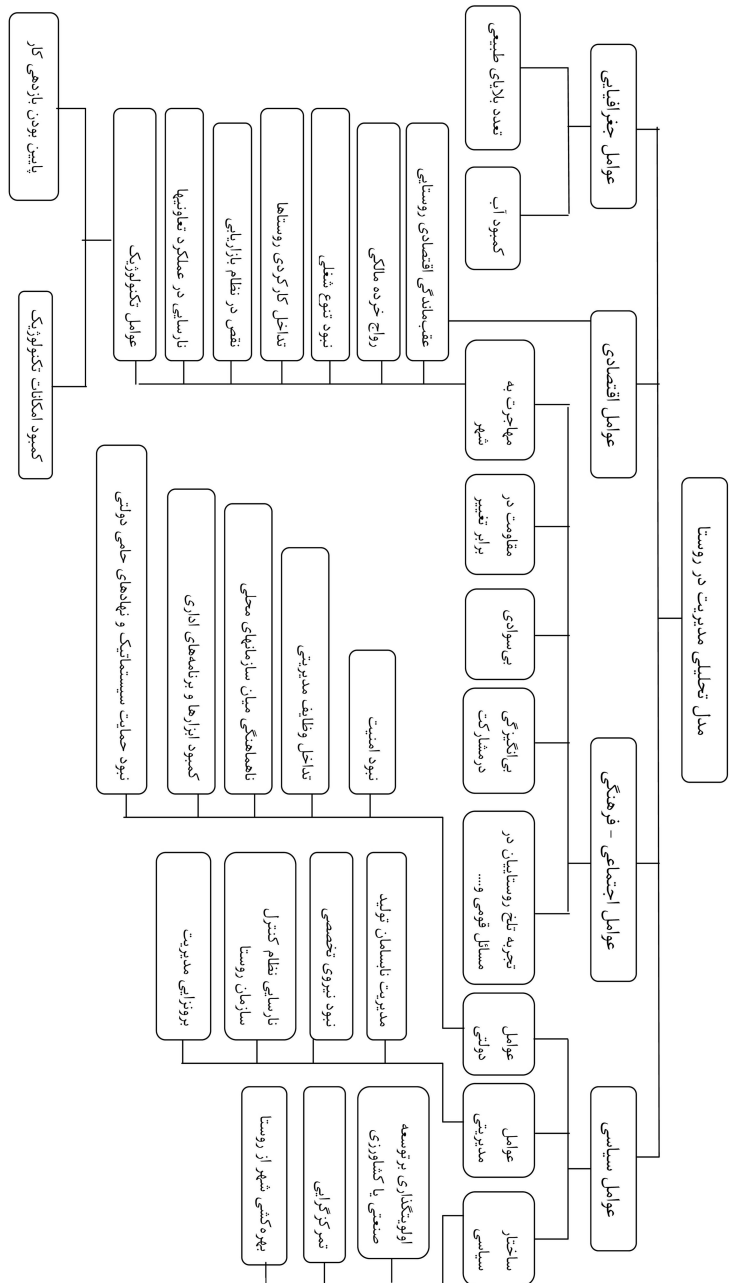 مدل تحلیلی مدیریت در روستا
عوامل جغرافیایی
عوامل اقتصادی
عوامل اجتماعی - فرهنگی
عوامل سیاسی
تعدد بلایای طبیعی
کمبود آب
مهاجرت به
شهر
مقاومت در
برابر تغییر
بی‌سوادی
بی‌انگیزگی
درمشارکت
تجربه تلخ روستاییان در
مسائل قومی و....
عوامل
دولتی
عوامل
مدیریتی
ساختار
سیاسی
عقب‌ماندگی اقتصادی روستایی
رواج خرده مالکی
نبود تنوع شغلی
تداخل کارکردی روستاها
نقص در نظام بازاریابی
نارسایی در عملکرد تعاونیها
عوامل تکنولوژیک
پایین بودن بازدهی کار
کمبود امکانات تکنولوژیک
نبود امنیت
تداخل وظایف مدیریتی
ناهماهنگی میان سازمانهای محلی
کمبود ابزارها و برنامه‌های اداری
نبود حمایت سیستماتیک و نهادهای حامی دولتی
مدیریت نابسامان تولید
نبود نیروی تخصصی
نارسایی نظام کنترل
سازمان روستا
برونزایی مدیریت
اولویتگذاری برتوسعه
صنعتی یا کشاورزی
تمرکزگرایی
بهره‌کشی شهر از روستا